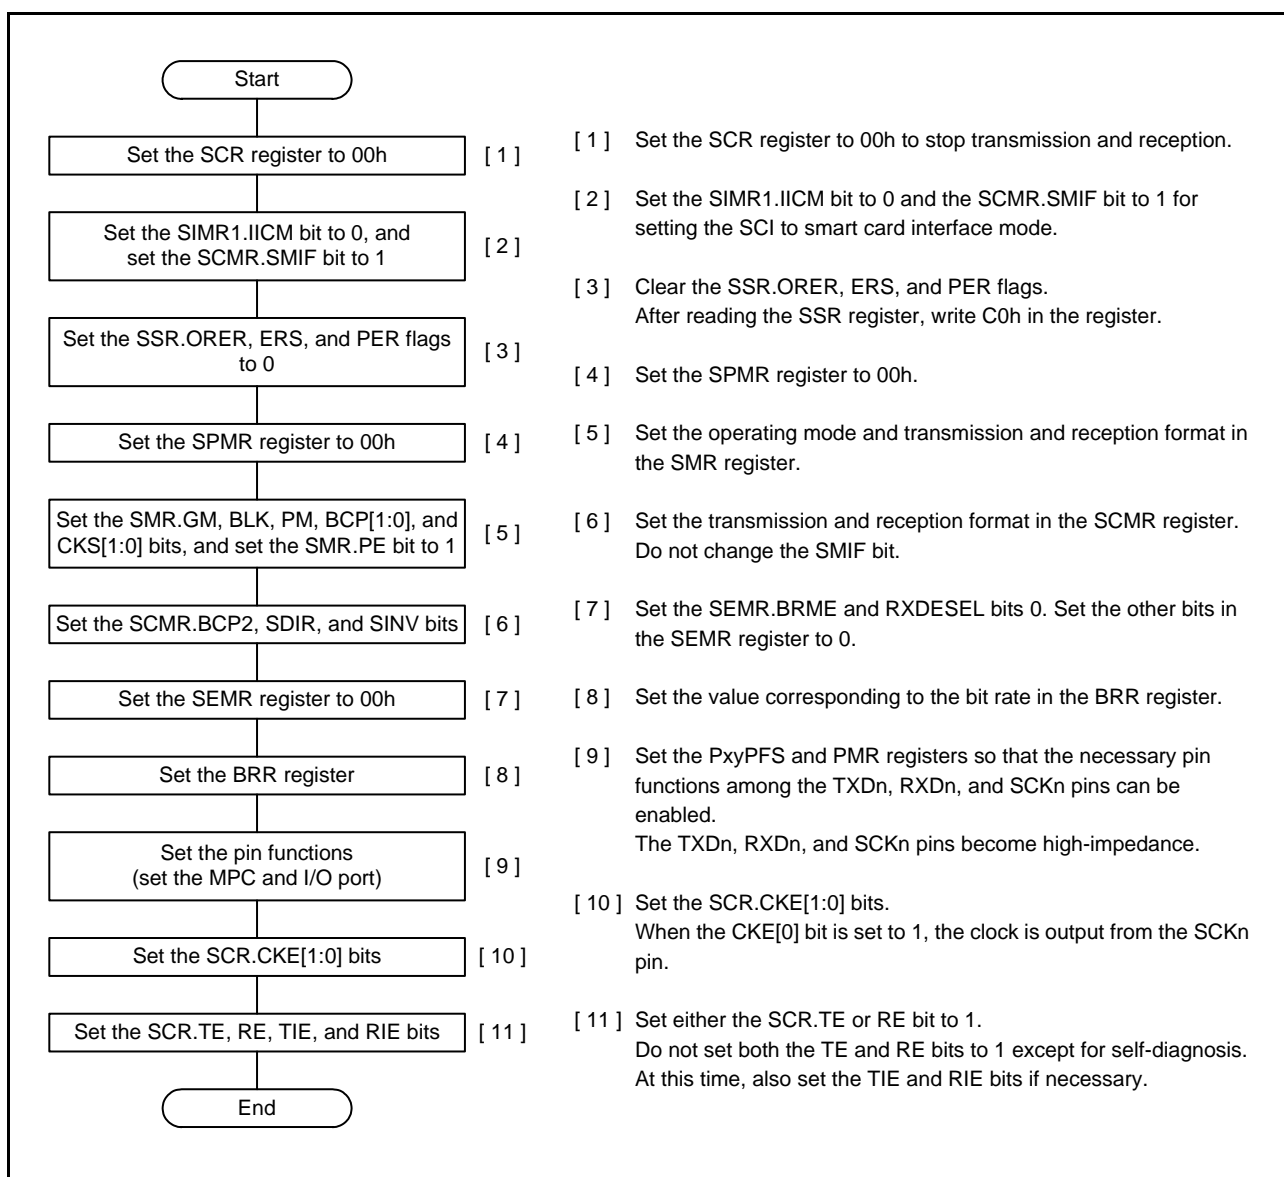 Start
Set the SCR register to 00h
[ 1 ]
Set the SIMR1.IICM bit to 0, and
set the SCMR.SMIF bit to 1
[ 2 ]
Set the SSR.ORER, ERS, and PER flags
to 0
[ 3 ]
Set the SPMR register to 00h
[ 4 ]
Set the SMR.GM, BLK, PM, BCP[1:0], and
CKS[1:0] bits, and set the SMR.PE bit to 1
[ 5 ]
Set the SCMR.BCP2, SDIR, and SINV bits
[ 6 ]
Set the SEMR register to 00h
[ 7 ]
Set the BRR register
[ 8 ]
Set the pin functions
(set the MPC and I/O port)
[ 9 ]
Set the SCR.CKE[1:0] bits
[ 10 ]
Set the SCR.TE, RE, TIE, and RIE bits
[ 11 ]
End
[ 1 ] Set the SCR register to 00h to stop transmission and reception.
[ 2 ] Set the SIMR1.IICM bit to 0 and the SCMR.SMIF bit to 1 for
setting the SCI to smart card interface mode.
[ 3 ] Clear the SSR.ORER, ERS, and PER flags.
After reading the SSR register, write C0h in the register.
[ 4 ] Set the SPMR register to 00h.
[ 5 ] Set the operating mode and transmission and reception format in
the SMR register.
[ 6 ] Set the transmission and reception format in the SCMR register.
Do not change the SMIF bit.
[ 7 ] Set the SEMR.BRME and RXDESEL bits 0. Set the other bits in
the SEMR register to 0.
[ 8 ] Set the value corresponding to the bit rate in the BRR register.
[ 9 ] Set the PxyPFS and PMR registers so that the necessary pin
functions among the TXDn, RXDn, and SCKn pins can be
enabled.
The TXDn, RXDn, and SCKn pins become high-impedance.
[ 10 ] Set the SCR.CKE[1:0] bits.
When the CKE[0] bit is set to 1, the clock is output from the SCKn
pin.
[ 11 ] Set either the SCR.TE or RE bit to 1.
Do not set both the TE and RE bits to 1 except for self-diagnosis.
At this time, also set the TIE and RIE bits if necessary.